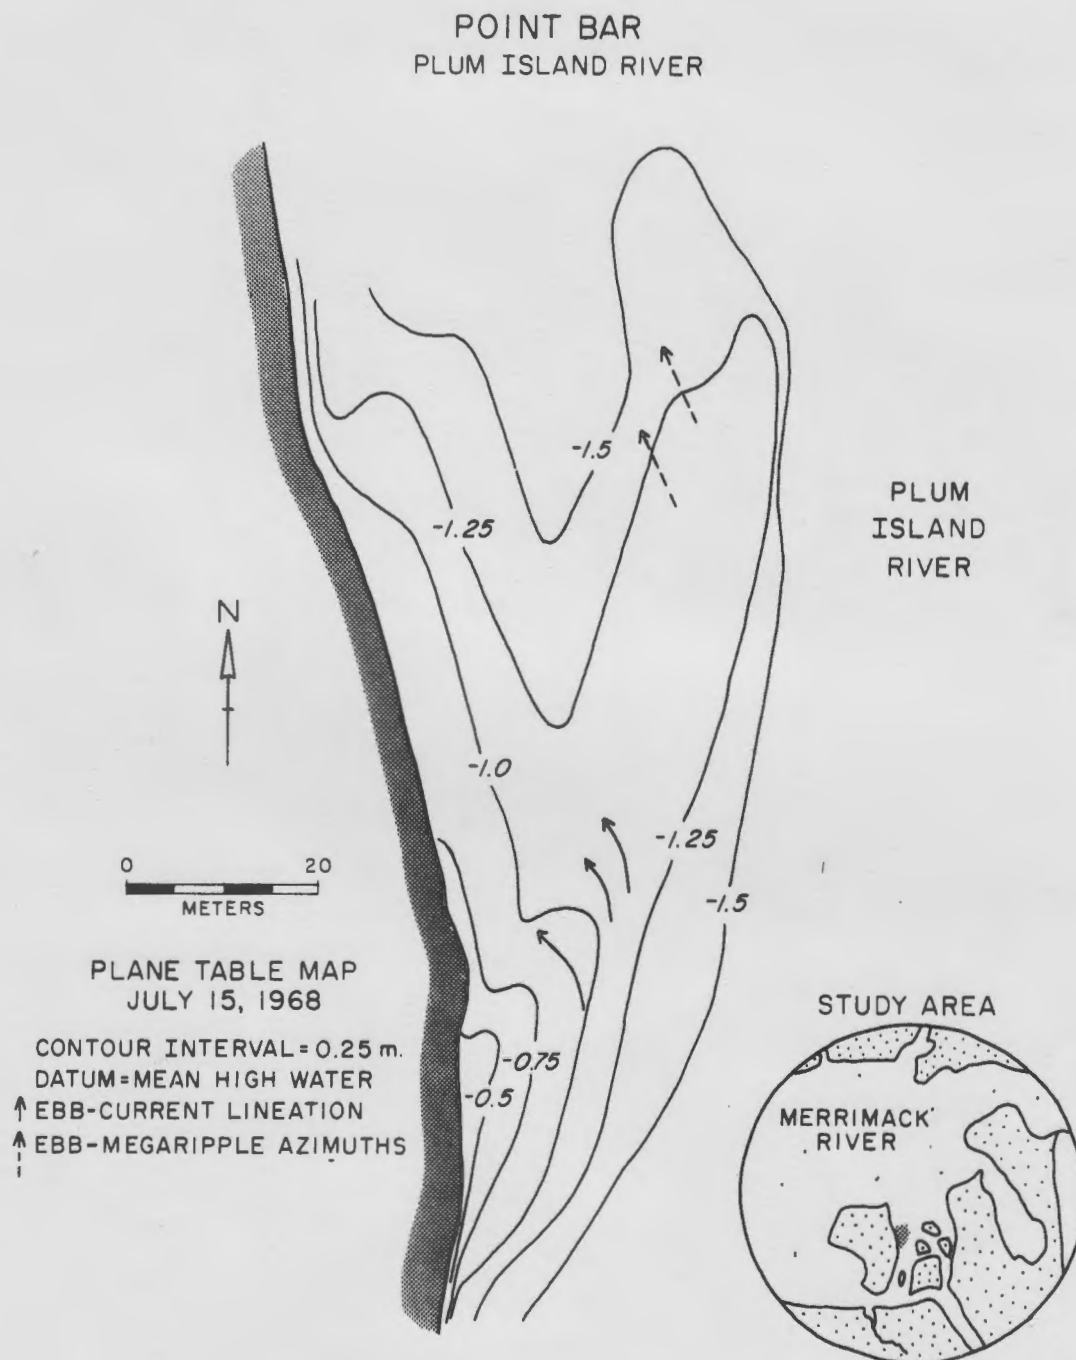 POINT BAR
PLUM ISLAND RIVER
-1.5
-1.25
PLUM
ISLAND
RIVER
N
-1.0
-1.25
-1.5
0 20
METERS
PLANE TABLE MAP
JULY 15, 1968
CONTOUR INTERVAL = 0.25 m.
DATUM = MEAN HIGH WATER
EBB-CURRENT LINEATION
EBB-MEGARIPPLE AZIMUTHS
-0.75
-0.5
STUDY AREA
MERRIMACK
RIVER